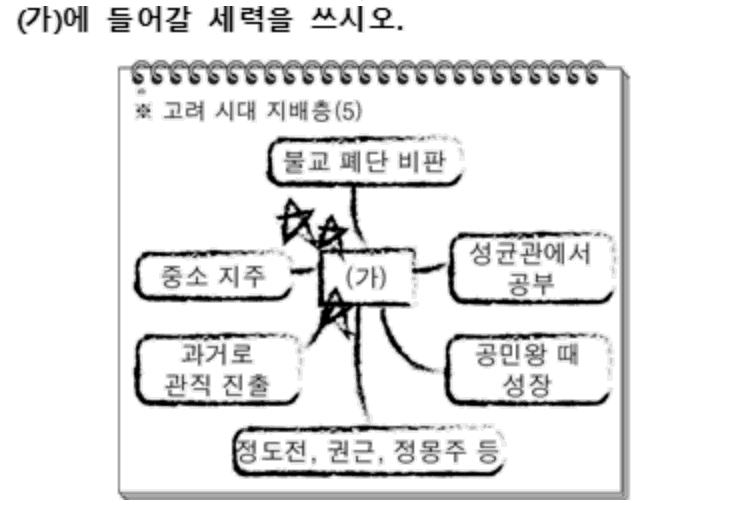 (가)에 들어갈 세력을 쓰시오.
※ 고려 시대 지배층(5)
불교 폐단 비판
중소 지주
(가)
성균관에서
공부
과거로
관직 진출
공민왕 때
성장
정도전, 권근, 정몽주 등